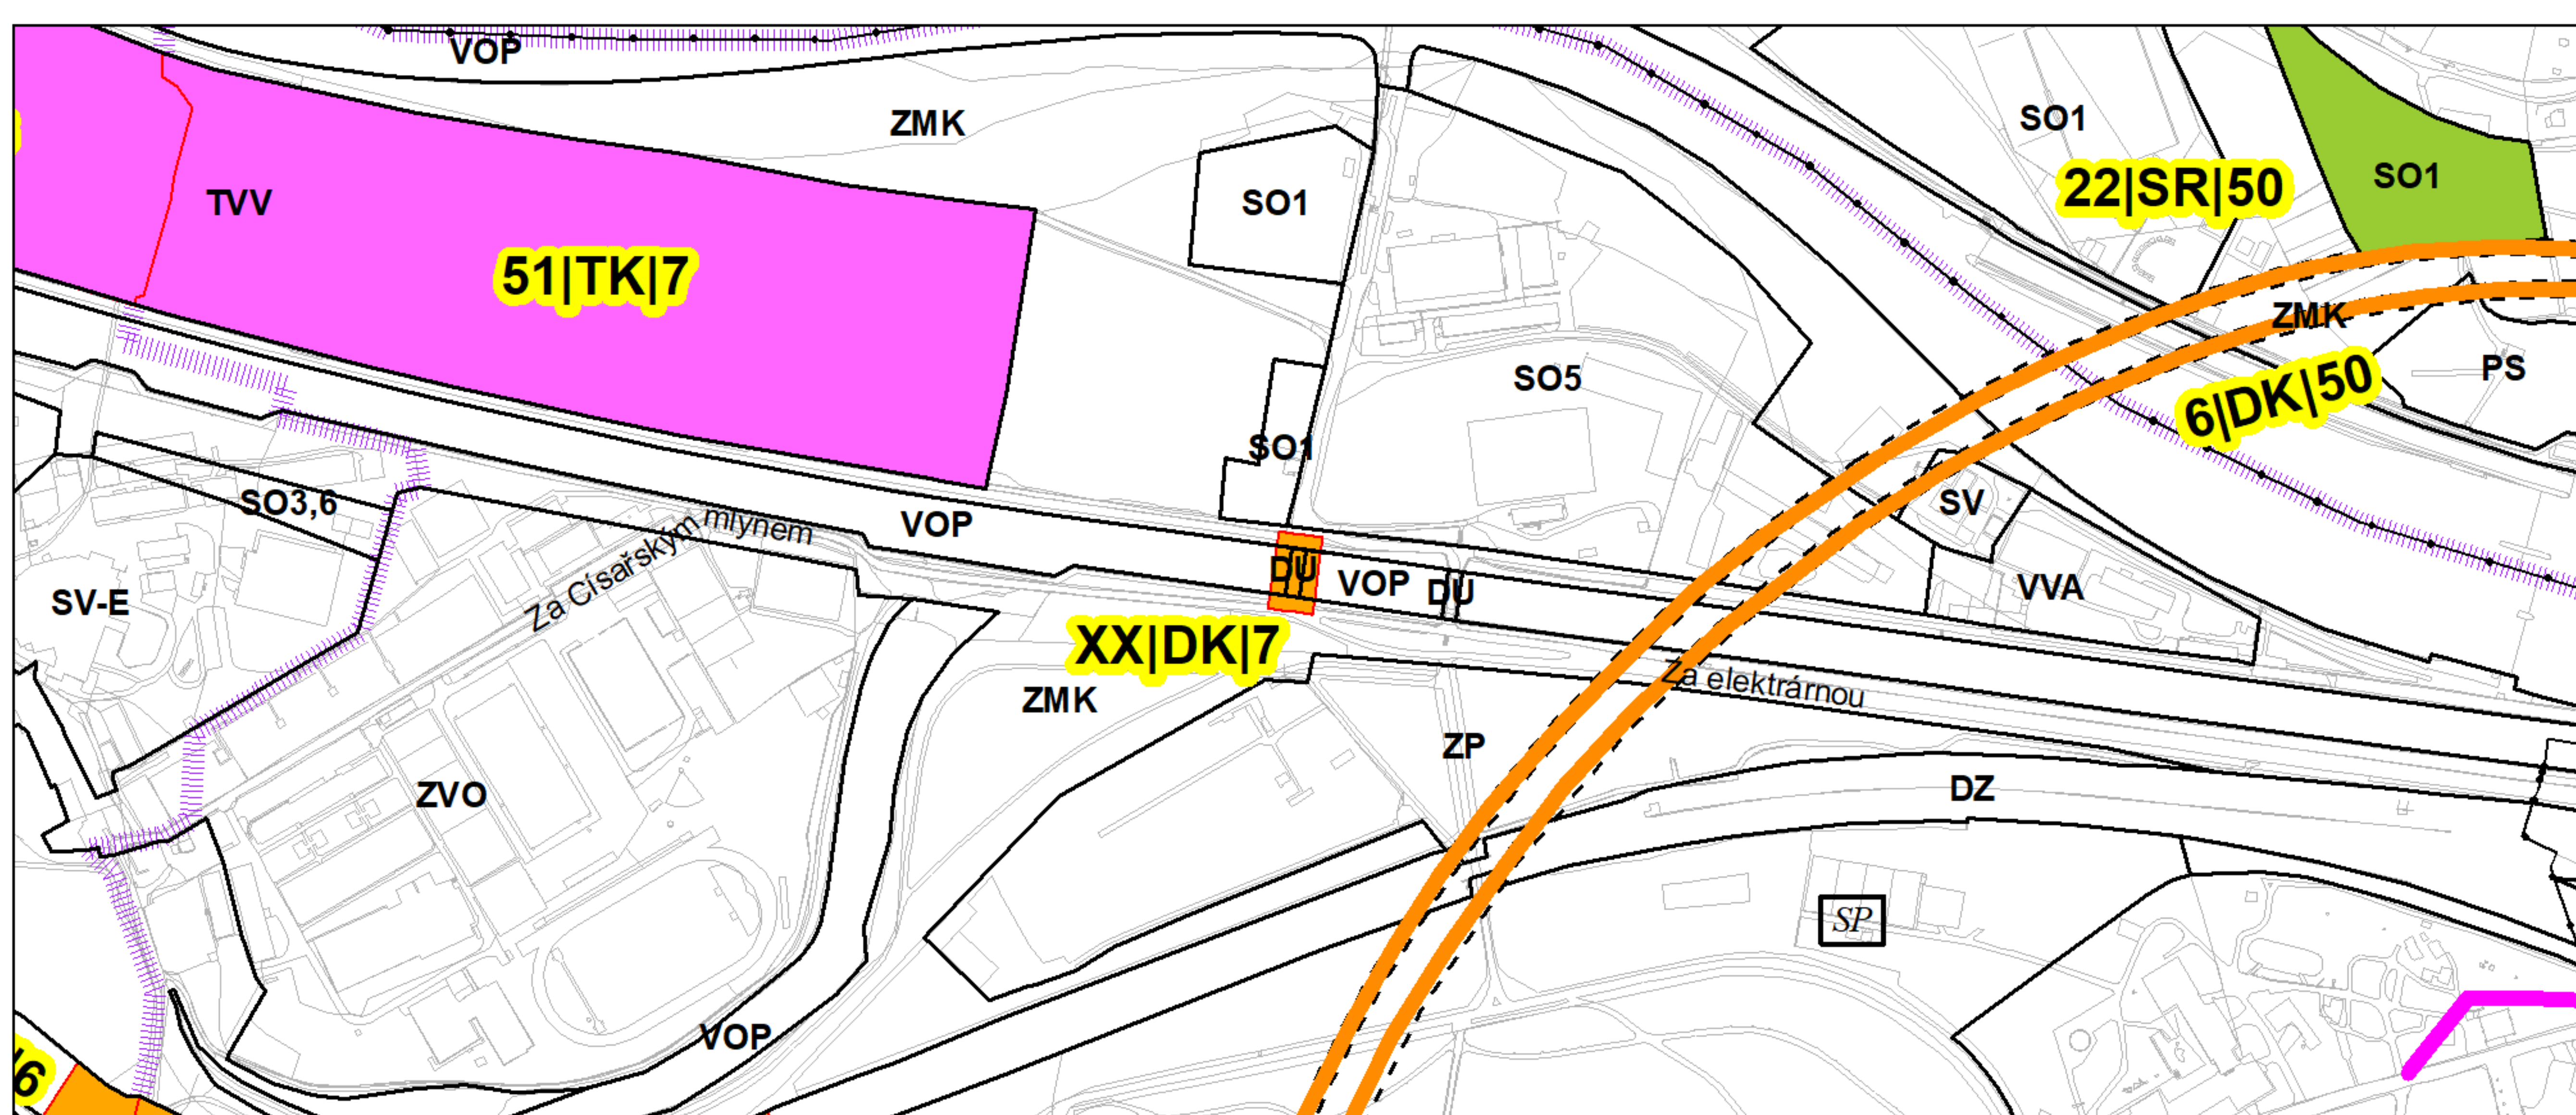 VOP
ZMK
SO1
SO1
22|SR|50
SO1
TVV
SO1
51|TK|7
ZMK
6|DK|50
PS
SO5
SO1
SO3,6
SV
VOP
Za Císařským mlýnem
DU
VOP
DU
VVA
SV-E
XX|DK|7
ZMK
Za elektrárnou
ZP
DZ
ZVO
SP
VOP